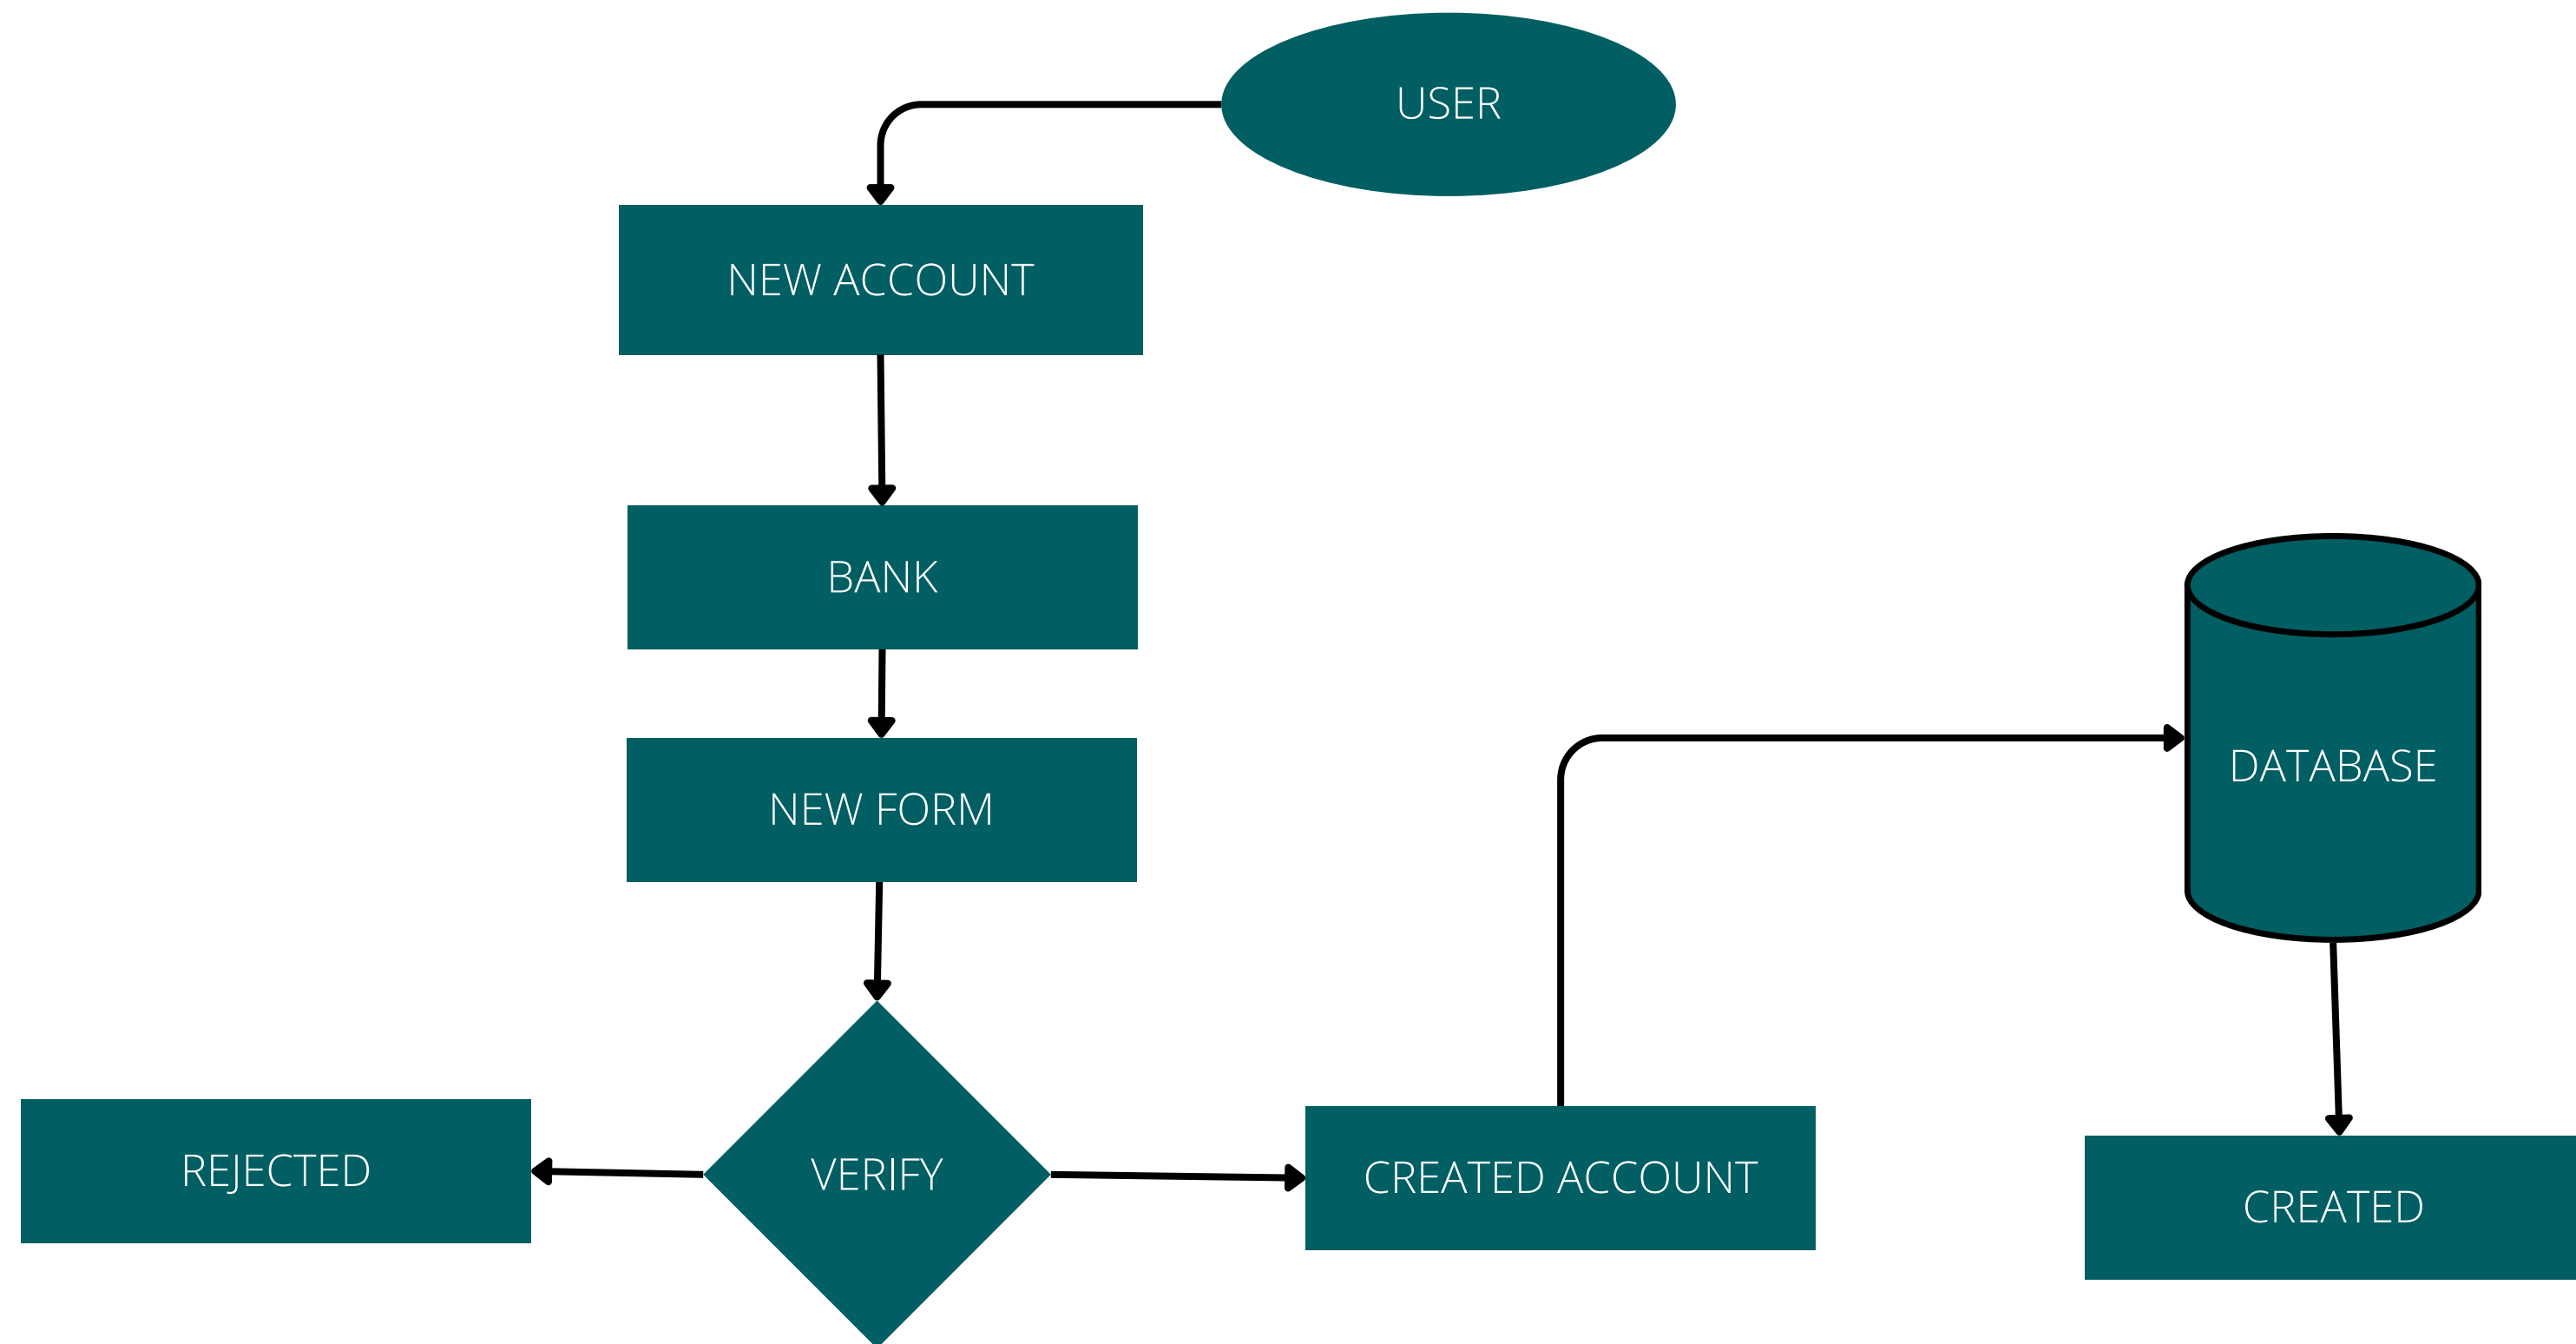 USER
NEW ACCOUNT
BANK
NEW FORM
DATABASE
VERIFY
REJECTED
CREATED ACCOUNT
CREATED